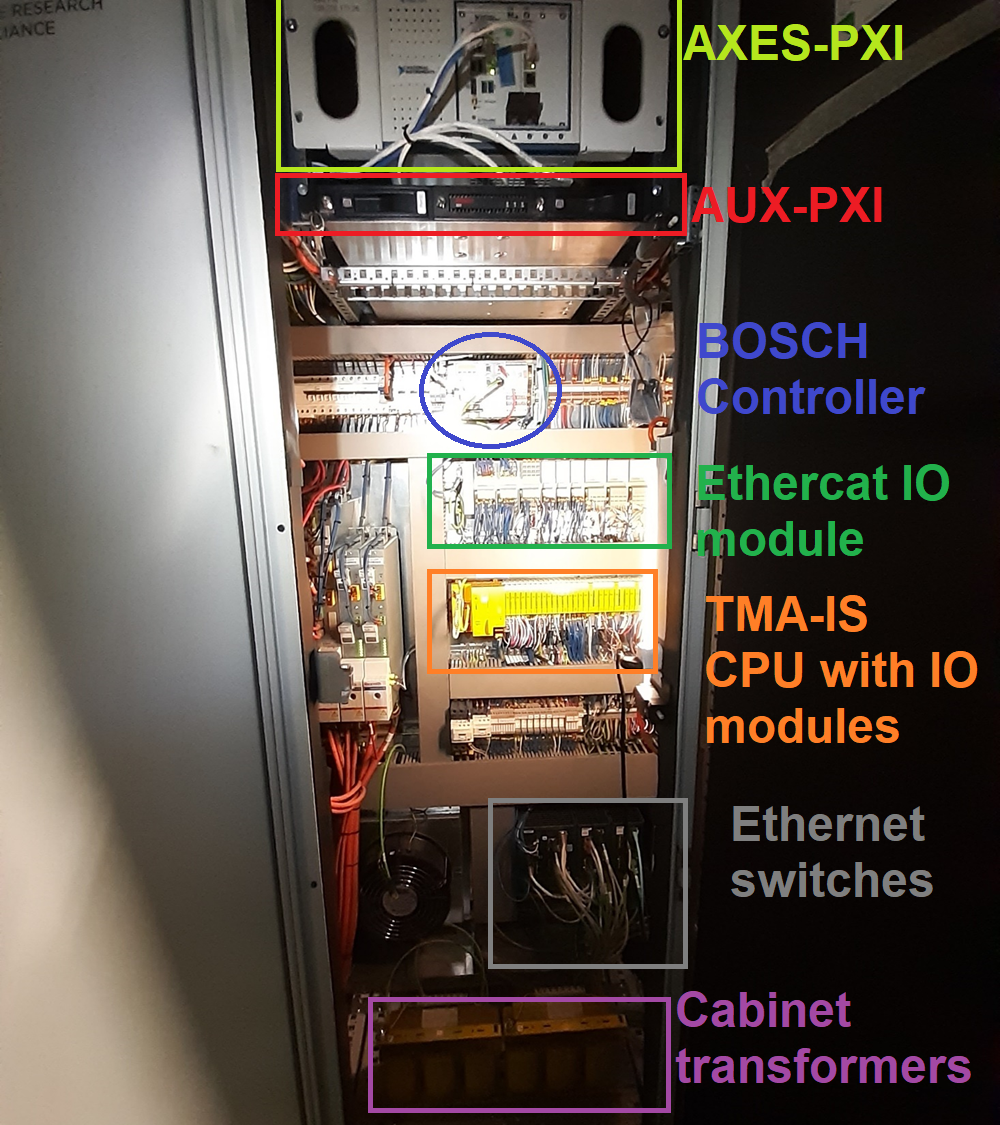 E RESEARCH
LIANCE
AXES-PXI
AUX-PXI
BOSCH
Controller
Ethercat IO
module
TMA-IS
CPU with IO
modules
Ethernet
switches
Cabinet
transformers